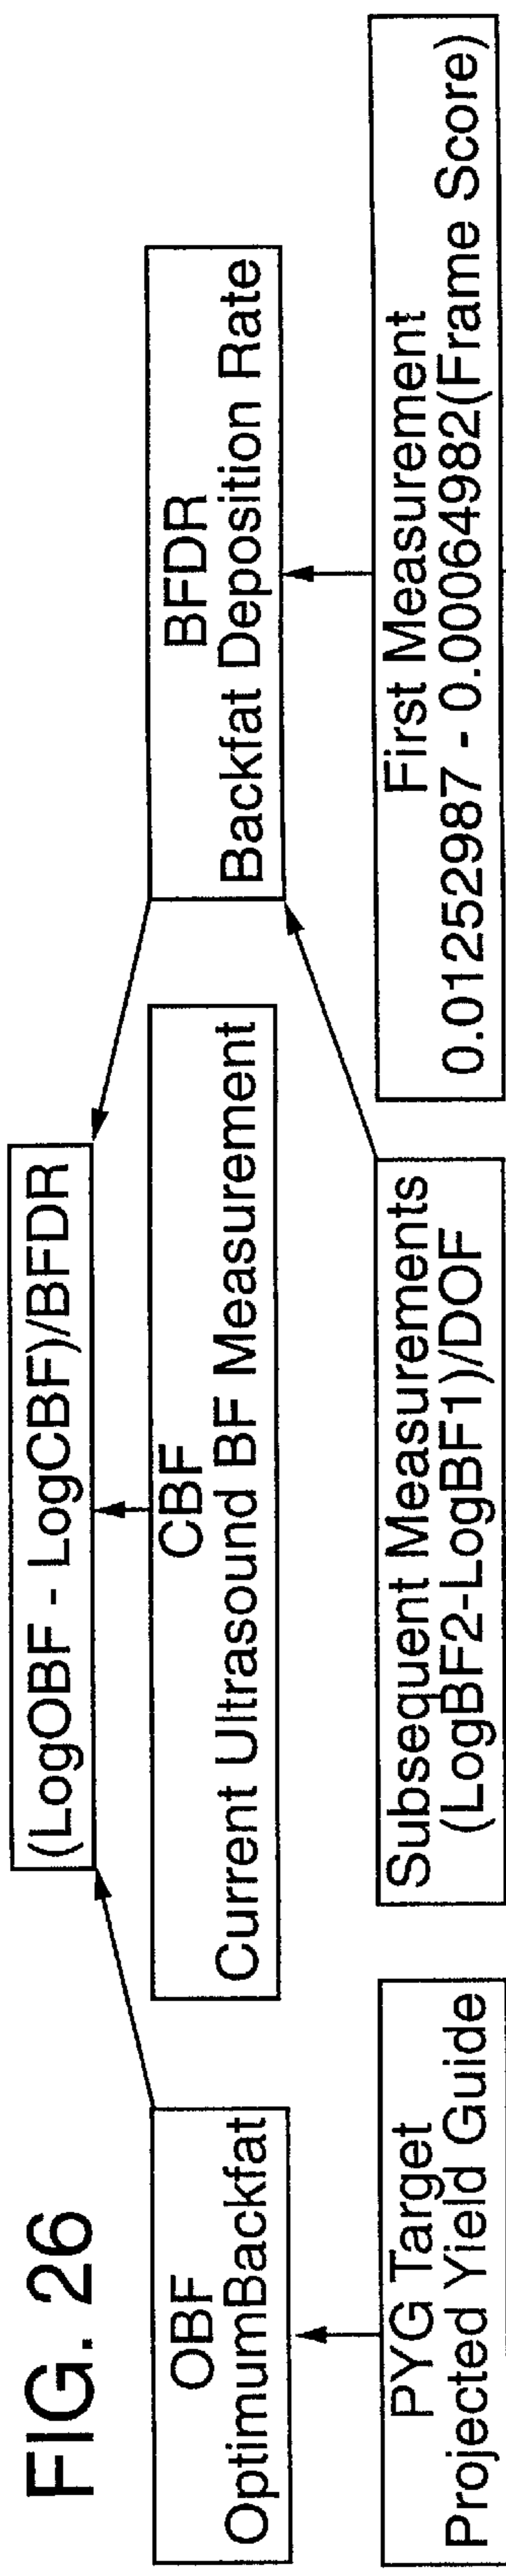 FIG. 26
(LogOBF - LogCBF)/BFDR
OBF
OptimumBackfat
CBF
Current Ultrasound BF Measurement
BFDR
Backfat Deposition Rate
PYG Target
Projected Yield Guide
Subsequent Measurements
(LogBF2-LogBF1)/DOF
First Measurement
0.01252987 - 0.00064982(Frame Score)